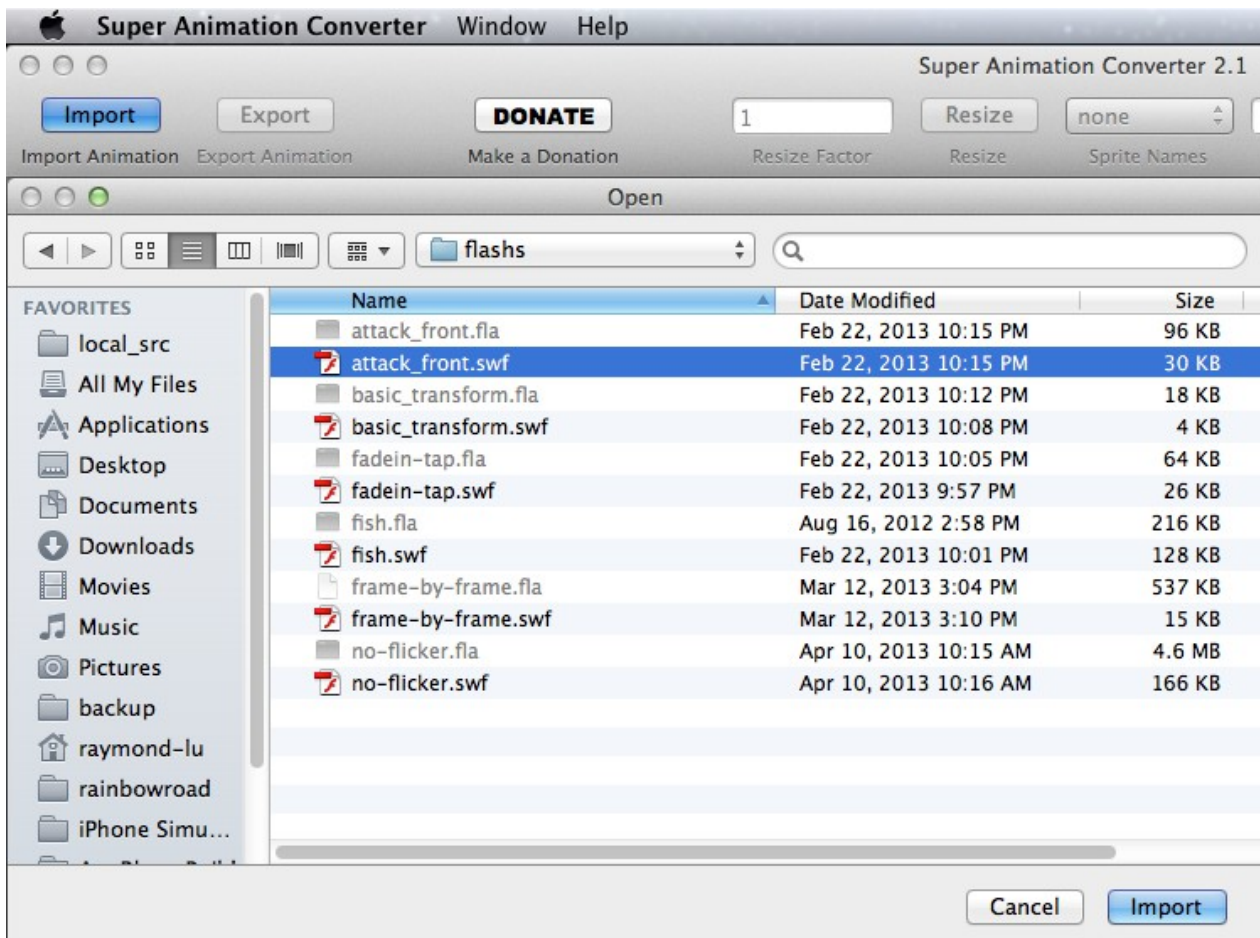 Super Animation Converter Window Help
Super Animation Converter 2.1
Import Export DONATE 1 Resize none
Import Animation Export Animation Make a Donation Resize Factor Resize Sprite Names
Open
flashs
FAVORITES
local_src
All My Files
Applications
Desktop
Documents
Downloads
Movies
Music
Pictures
backup
raymond-lu
rainbowroad
iPhone Simu...
Name Date Modified Size
attack_front.fla Feb 22, 2013 10:15 PM 96 KB
attack_front.swf Feb 22, 2013 10:15 PM 30 KB
basic_transform.fla Feb 22, 2013 10:12 PM 18 KB
basic_transform.swf Feb 22, 2013 10:08 PM 4 KB
fadein-tap.fla Feb 22, 2013 10:05 PM 64 KB
fadein-tap.swf Feb 22, 2013 9:57 PM 26 KB
fish.fla Aug 16, 2012 2:58 PM 216 KB
fish.swf Feb 22, 2013 10:01 PM 128 KB
frame-by-frame.fla Mar 12, 2013 3:04 PM 537 KB
frame-by-frame.swf Mar 12, 2013 3:10 PM 15 KB
no-flicker.fla Apr 10, 2013 10:15 AM 4.6 MB
no-flicker.swf Apr 10, 2013 10:16 AM 166 KB
Cancel Import